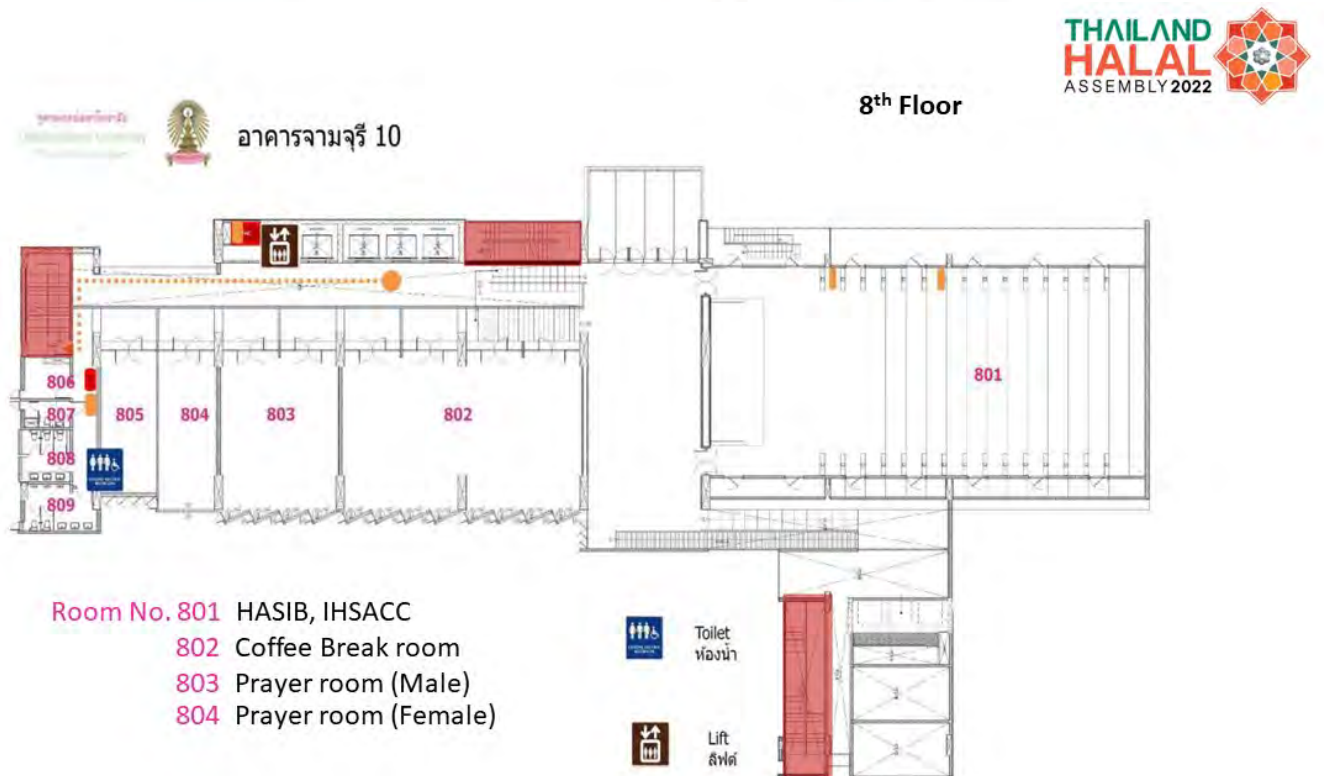 THAILAND
HALAL
ASSEMBLY 2022
8th Floor
อาคารจามจุรี 10
801
806
807
805
804
803
802
808
809
Room No. 801 HASIB, IHSACC
802 Coffee Break room
803 Prayer room (Male)
804 Prayer room (Female)
Toilet
ห้องน้ำ
Lift
ลิฟต์